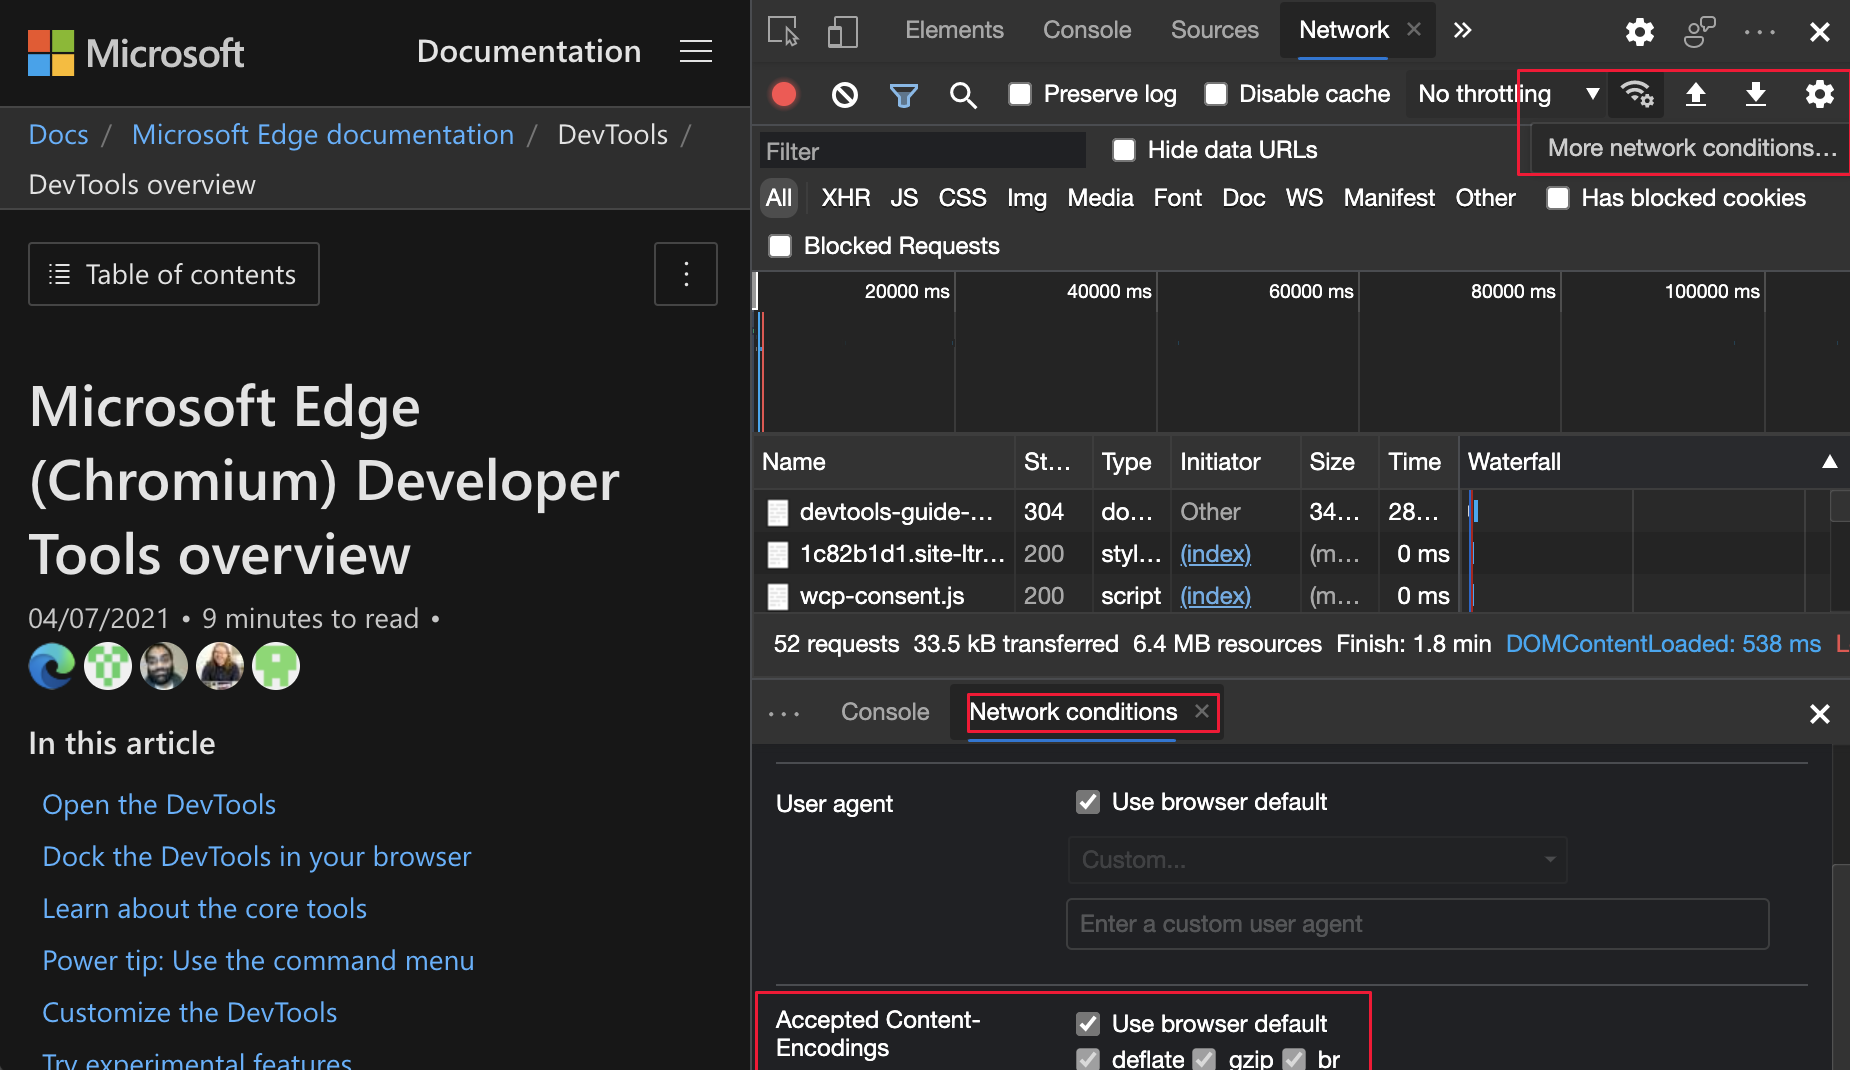 Microsoft
Documentation
Docs / Microsoft Edge documentation / DevTools /
DevTools overview
Table of contents
Microsoft Edge
(Chromium) Developer
Tools overview
04/07/2021 • 9 minutes to read •
In this article
Open the DevTools
Dock the DevTools in your browser
Learn about the core tools
Power tip: Use the command menu
Customize the DevTools
Try experimental features
Elements Console Sources Network
Preserve log Disable cache No throttling
More network conditions...
Filter Hide data URLs
All XHR JS CSS Img Media Font Doc WS Manifest Other Has blocked cookies
Blocked Requests
20000 ms 40000 ms 60000 ms 80000 ms 100000 ms
Name St... Type Initiator Size Time Waterfall
devtools-guide-... 304 do... Other 34... 28...
1c82b1d1.site-ltr... 200 styl... (index) (m... 0 ms
wcp-consent.js 200 script (index) (m... 0 ms
52 requests 33.5 kB transferred 6.4 MB resources Finish: 1.8 min DOMContentLoaded: 538 ms L
Console Network conditions
User agent Use browser default
Custom...
Enter a custom user agent
Accepted Content-
Encodings
Use browser default
deflate gzip br